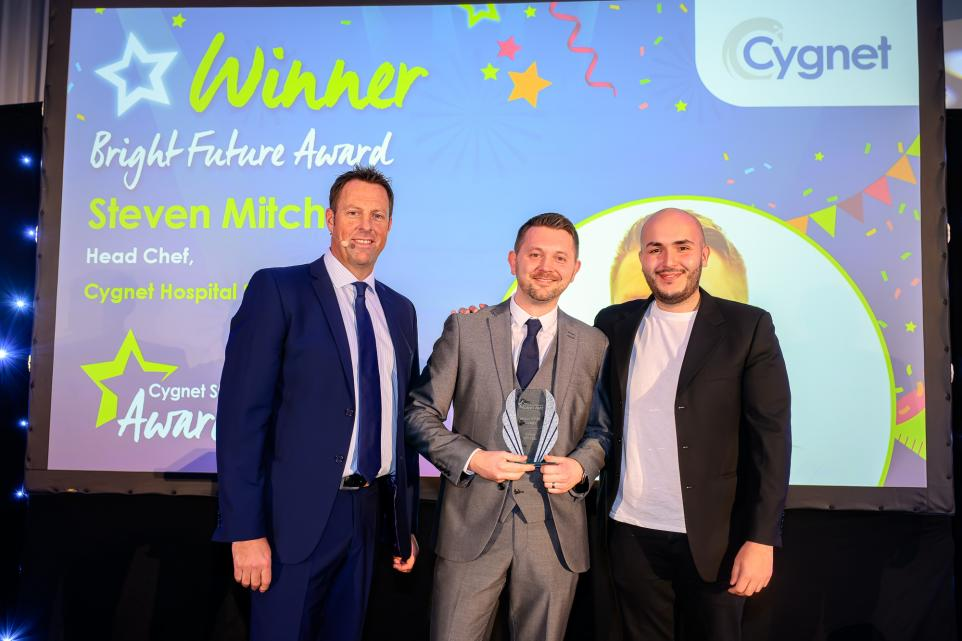 Winner
Bright Future Award
Steven Mitch
Head Chef,
Cygnet Hospital
Cygnet
Cygnet
Awar